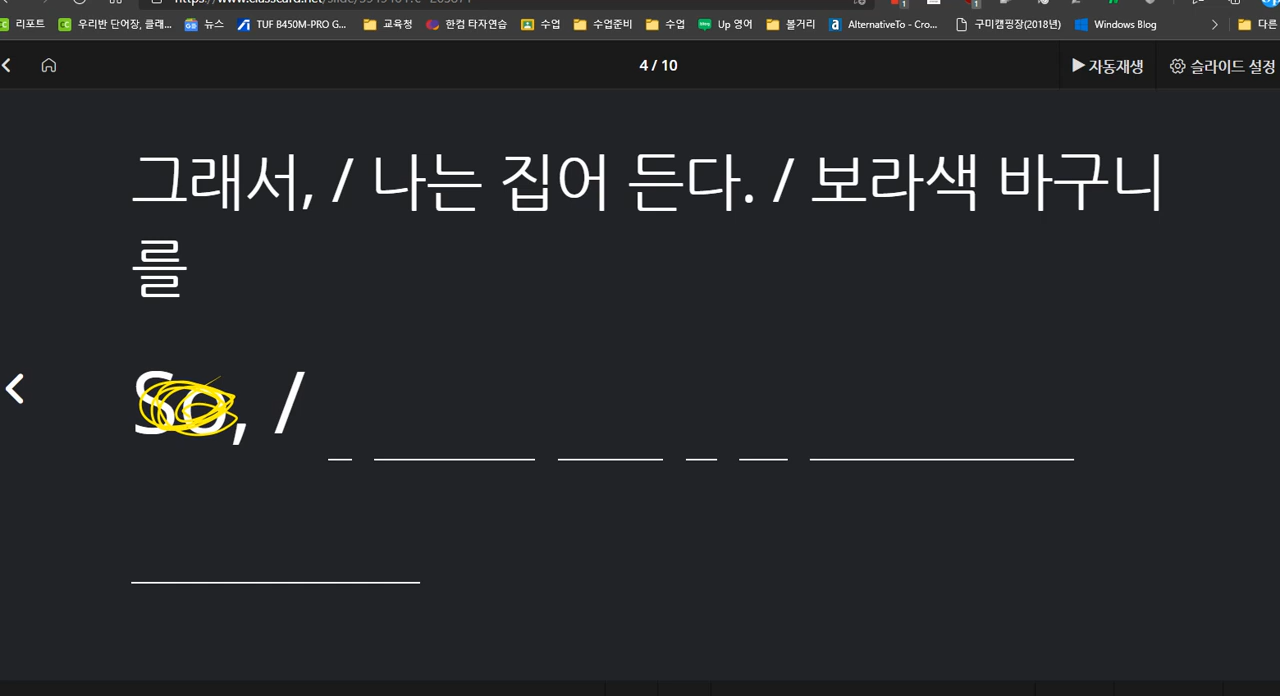 리포트 우리반 단어장, 클래... 뉴스 TUF B450M-PRO G... 교육청 한컴 타자연습 수업 수업준비 수업 Up 영어 볼거리 AlternativeTo - Cro... 구미캠핑장(2018년) Windows Blog 다른
4 / 10 자동재생 슬라이드 설정
그래서, / 나는 집어 든다. / 보라색 바구니
를
So, /